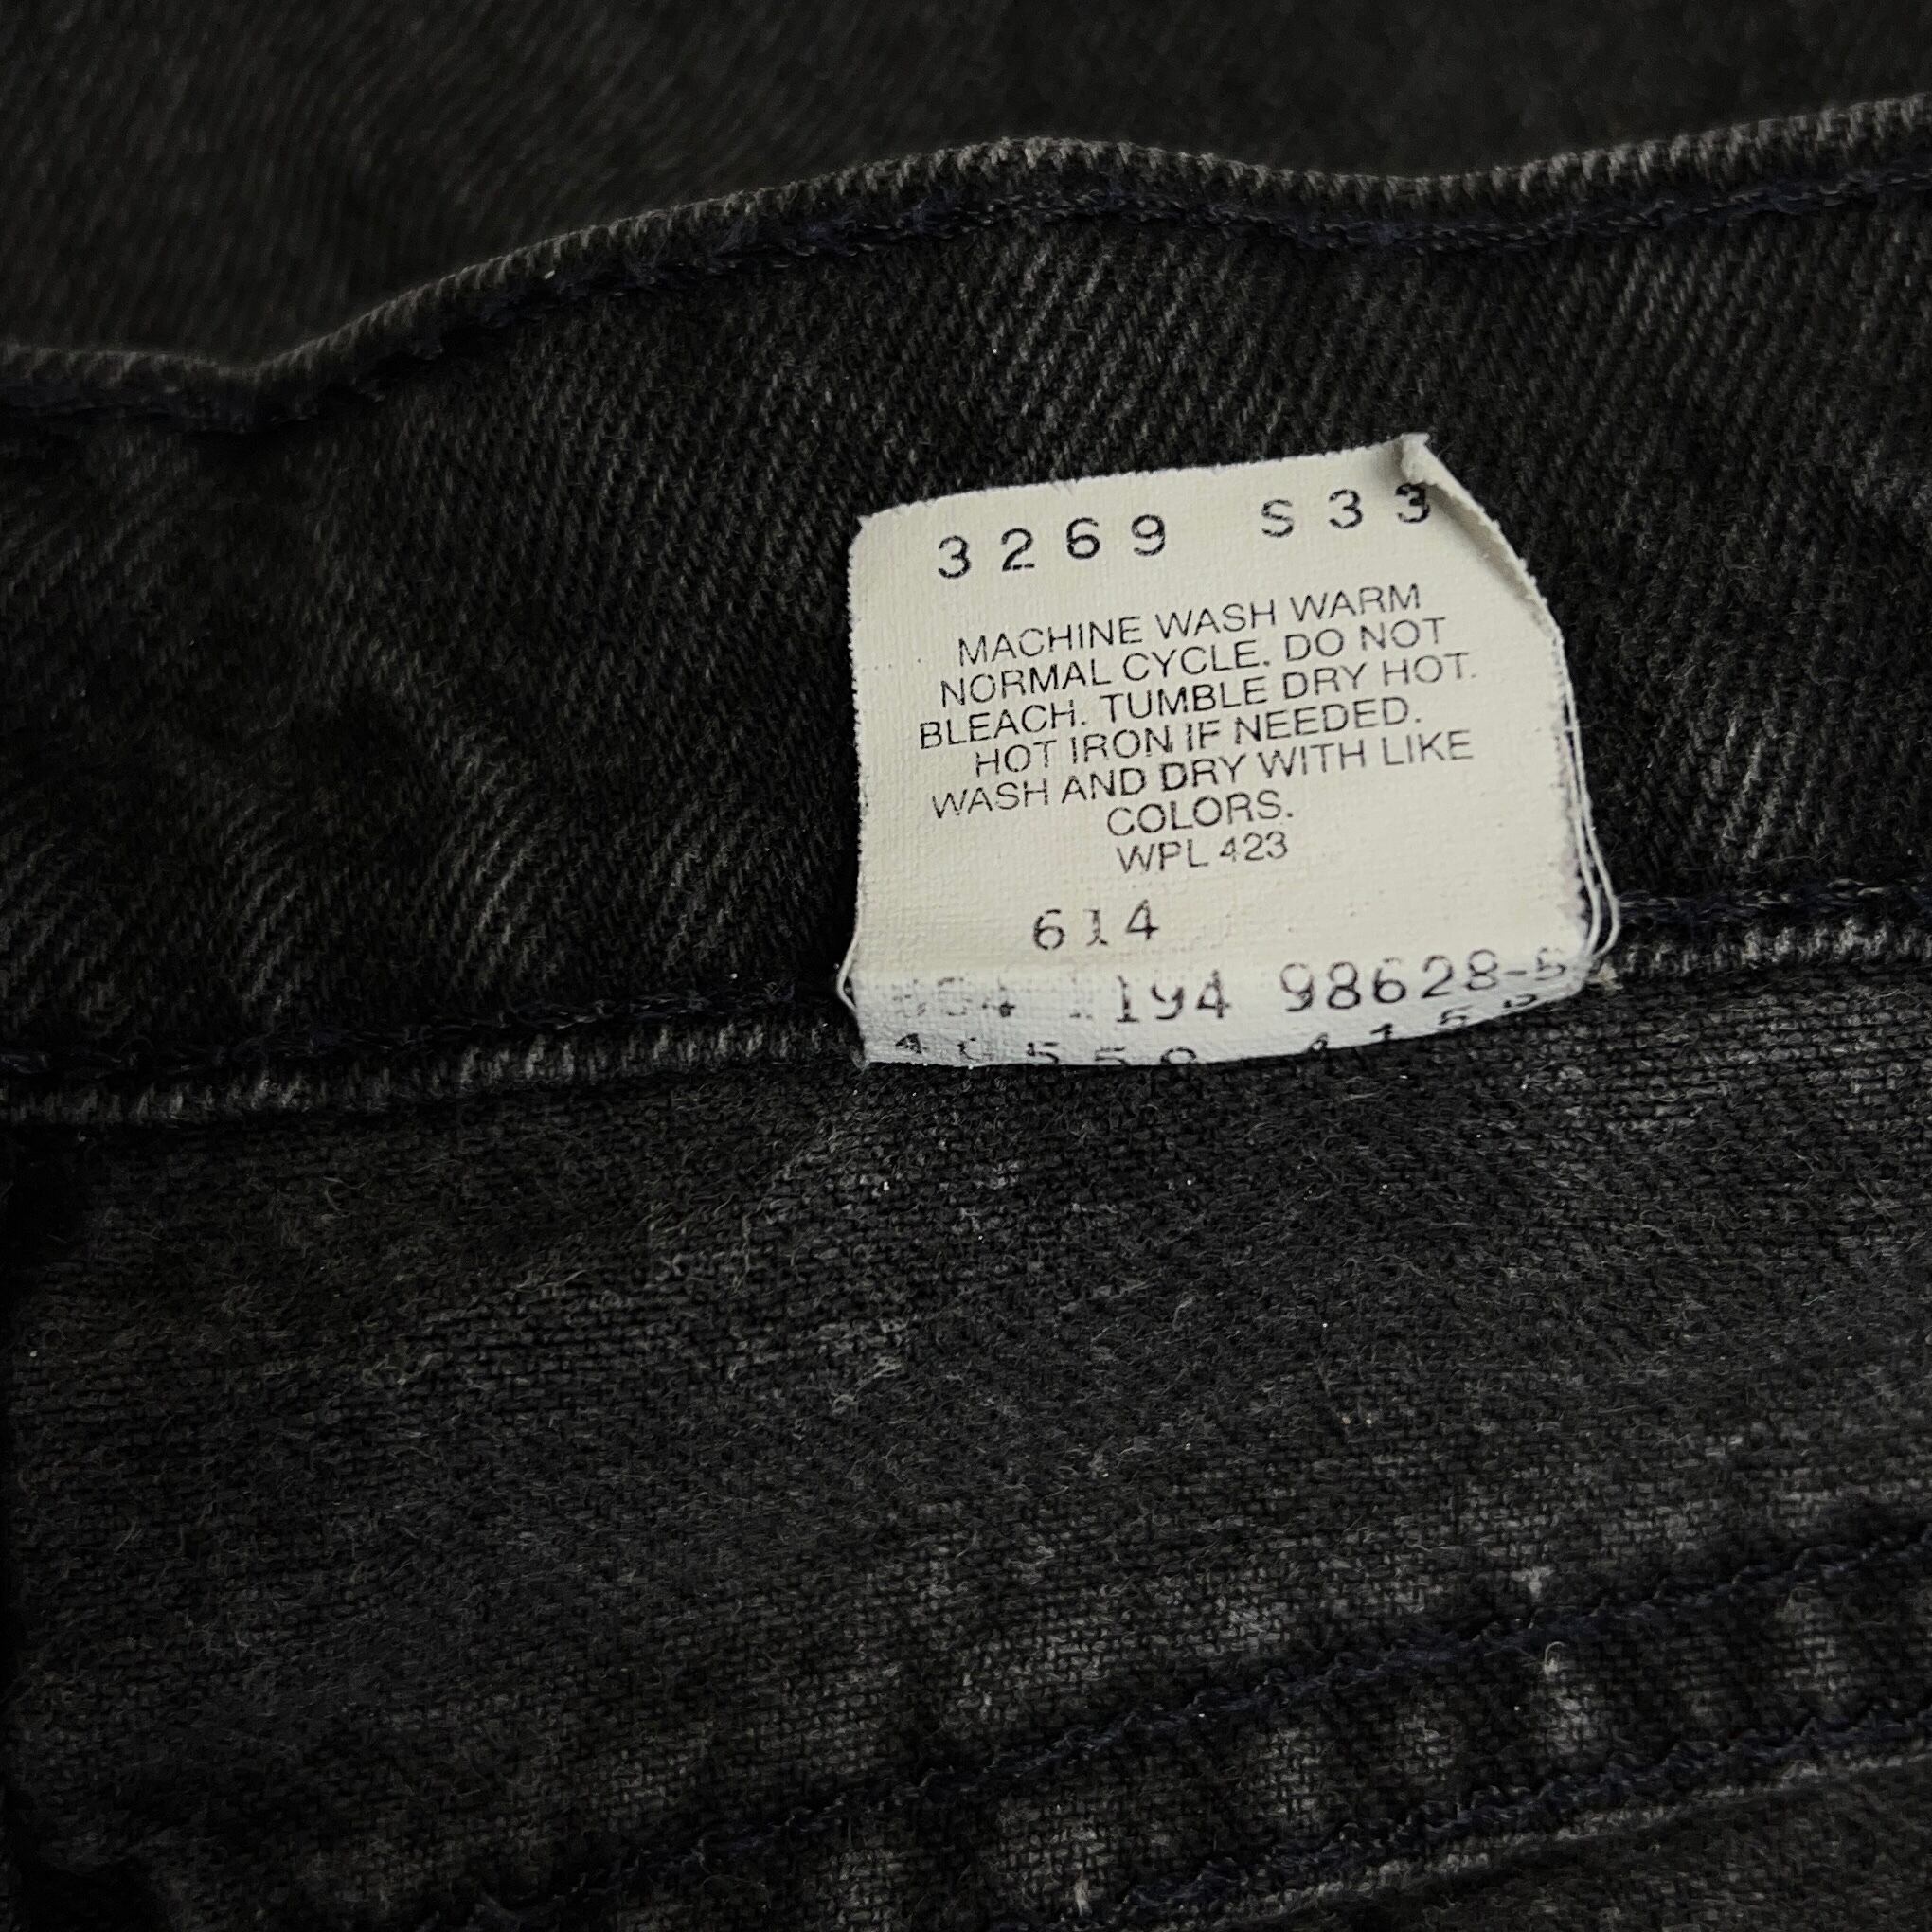 3269 S33
MACHINE WASH WARM
NORMAL CYCLE. DO NOT
BLEACH. TUMBLE DRY HOT.
HOT IRON IF NEEDED.
WASH AND DRY WITH LIKE
COLORS.
WPL 423
614
194 98628-5